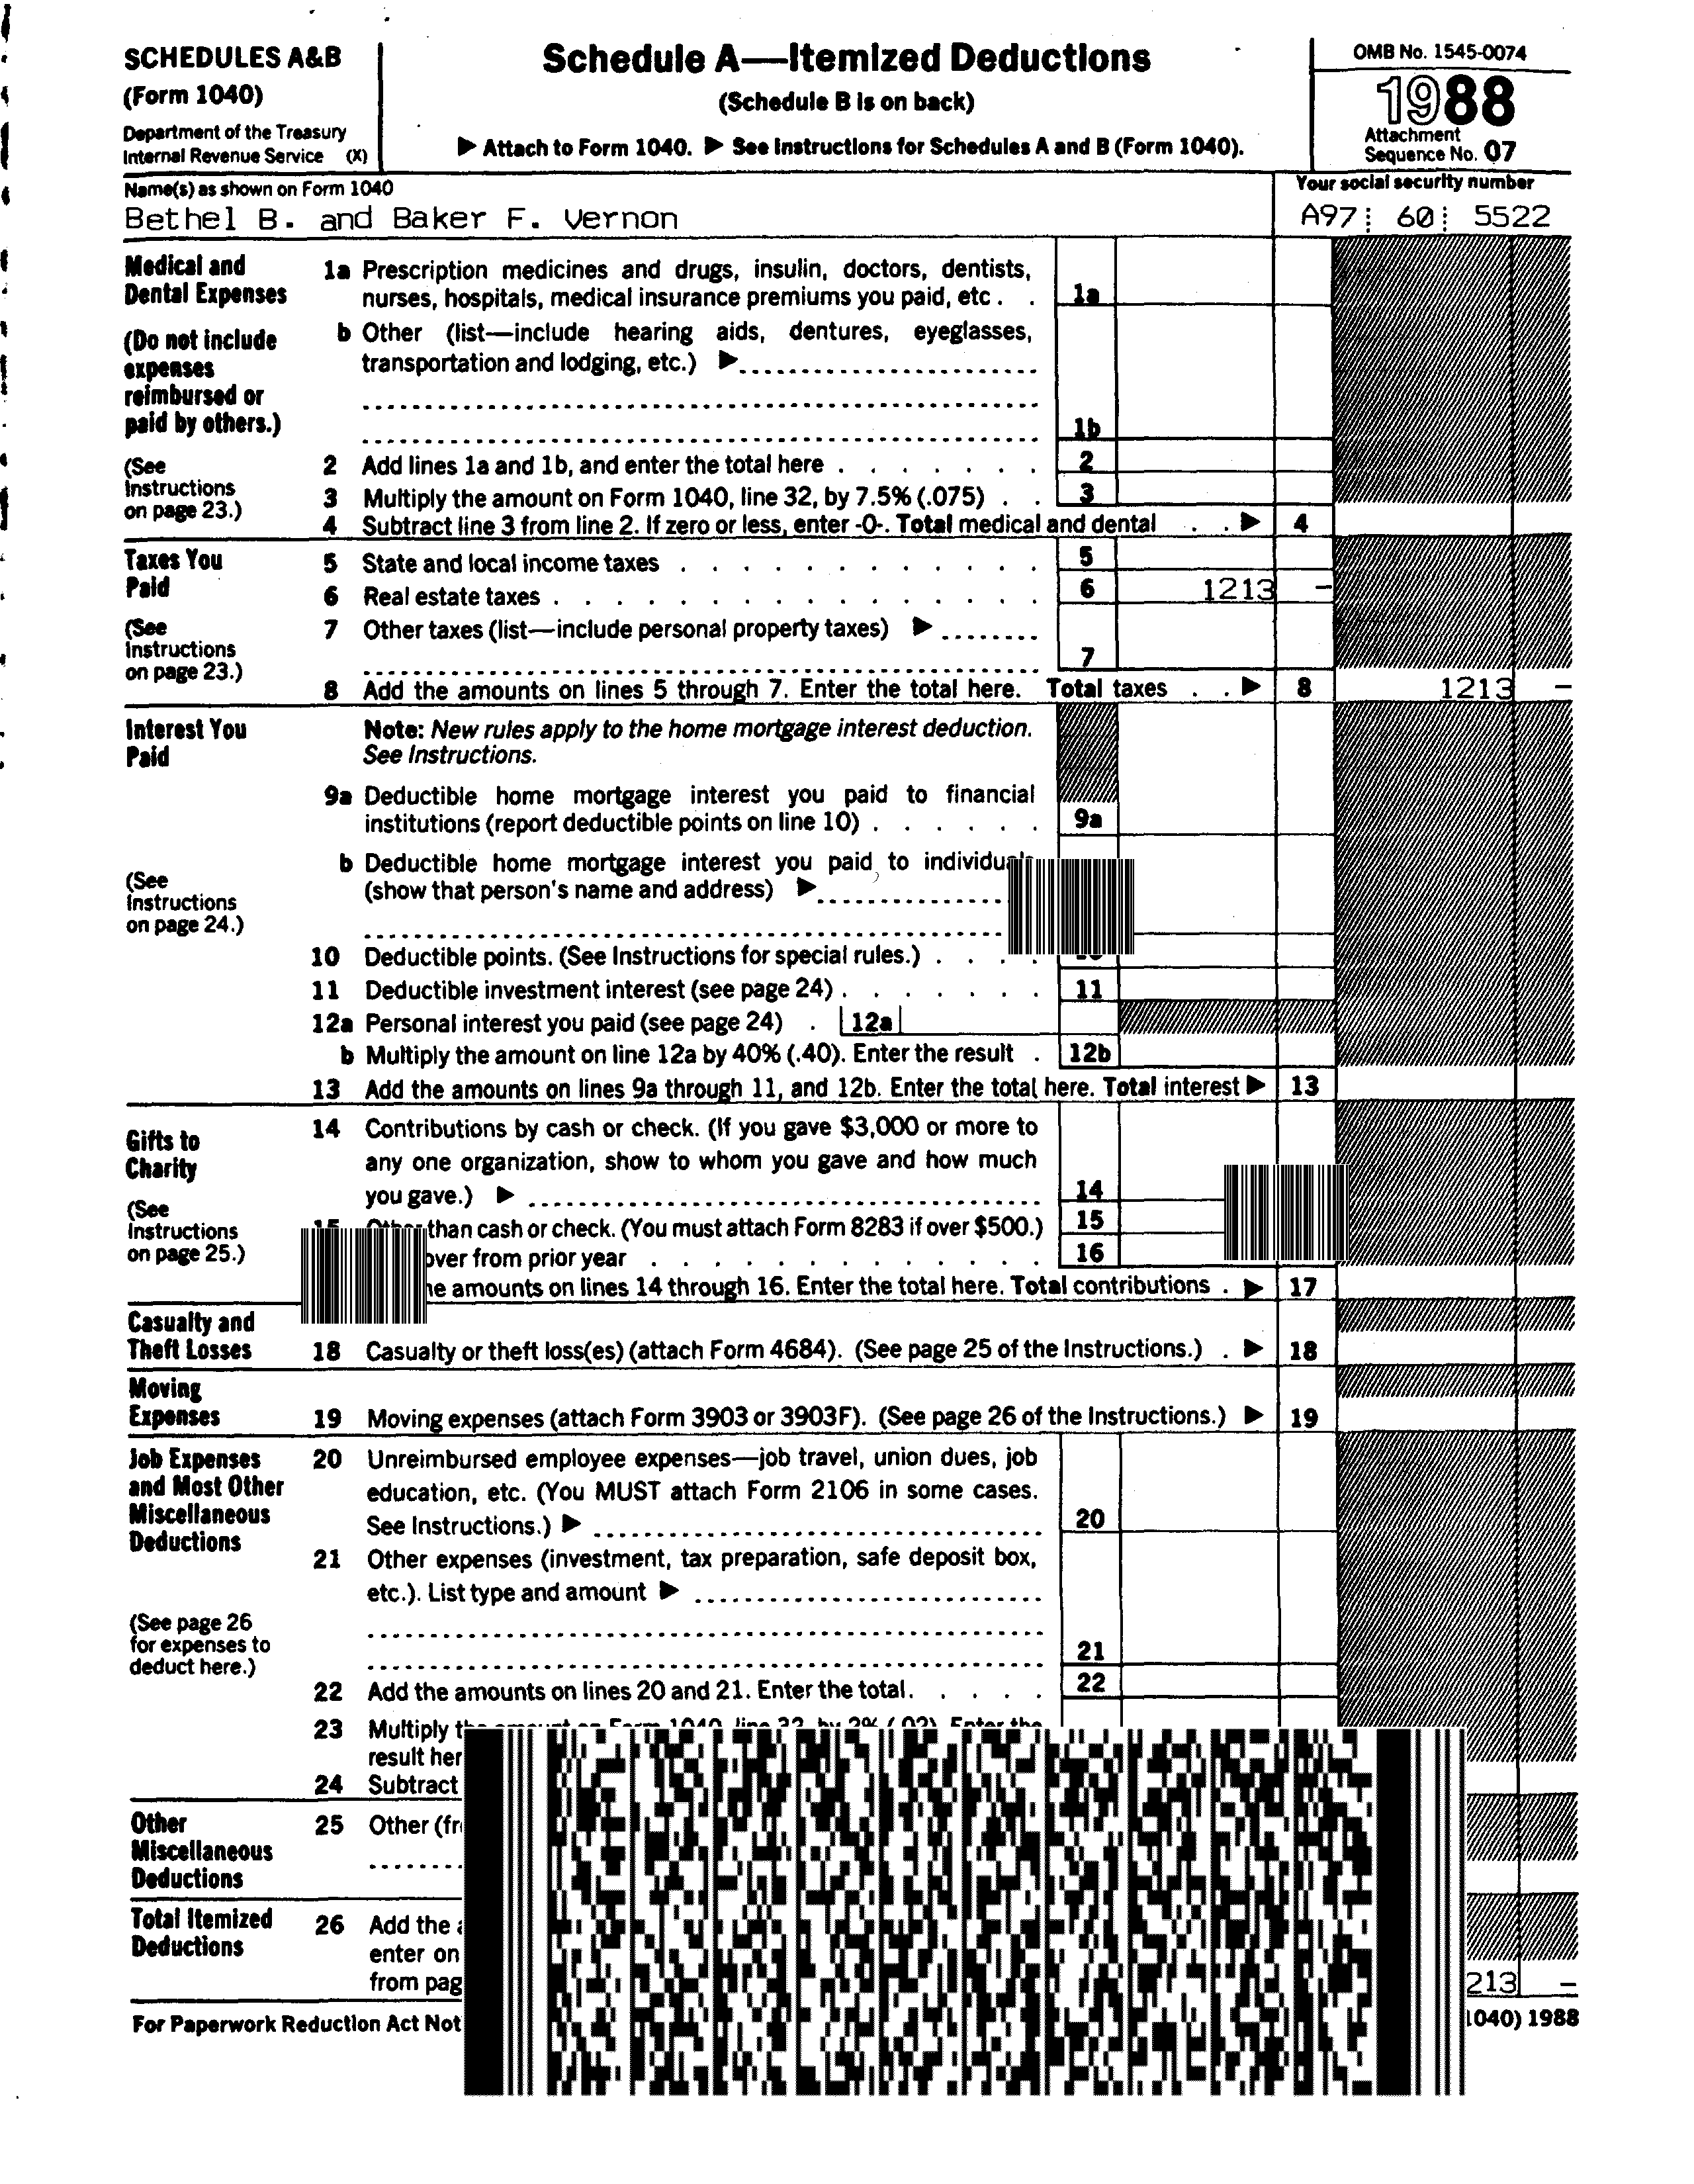 SCHEDULES A&B
(Form 1040)
Department of the Treasury
Internal Revenue Service (X)
Schedule A—Itemized Deductions
(Schedule B is on back)
▶ Attach to Form 1040. ▶ See Instructions for Schedules A and B (Form 1040).
OMB No. 1545-0074
1988
Attachment
Sequence No. 07
Name(s) as shown on Form 1040
Bethel B. and Baker F. Vernon
Your social security number
A97 60 5522
Medical and
Dental Expenses
(Do not include
expenses
reimbursed or
paid by others.)
(See
Instructions
on page 23.)
1a Prescription medicines and drugs, insulin, doctors, dentists,
nurses, hospitals, medical insurance premiums you paid, etc . . 1a
b Other (list—include hearing aids, dentures, eyeglasses,
transportation and lodging, etc.) ▶
1b
2 Add lines 1a and 1b, and enter the total here . . . . . . . 2
3 Multiply the amount on Form 1040, line 32, by 7.5% (.075) . . 3
4 Subtract line 3 from line 2. If zero or less, enter -0-. Total medical and dental . . ▶ 4
Taxes You
Paid
(See
Instructions
on page 23.)
5 State and local income taxes . . . . . . . . . . . . 5
6 Real estate taxes . . . . . . . . . . . . . . . . 6 1213 –
7 Other taxes (list—include personal property taxes) ▶
7
8 Add the amounts on lines 5 through 7. Enter the total here. Total taxes . . ▶ 8 1213 –
Interest You
Paid
(See
Instructions
on page 24.)
Note: New rules apply to the home mortgage interest deduction.
See Instructions.
9a Deductible home mortgage interest you paid to financial
institutions (report deductible points on line 10) . . . . . . 9a
b Deductible home mortgage interest you paid to
(show that person's name and address) ▶
10 Deductible points. (See Instructions for special rules.) . . . .
11 Deductible investment interest (see page 24) . . . . . . . 11
12a Personal interest you paid (see page 24) . 12a
b Multiply the amount on line 12a by 40% (.40). Enter the result . 12b
13 Add the amounts on lines 9a through 11, and 12b. Enter the total here. Total interest ▶ 13
Gifts to
Charity
(See
Instructions
on page 25.)
14 Contributions by cash or check. (If you gave $3,000 or more to
any one organization, show to whom you gave and how much
you gave.) ▶ 14
than cash or check. (You must attach Form 8283 if over $500.) 15
from prior year . . . . . . . . . . . . . 16
amounts on lines 14 through 16. Enter the total here. Total contributions . ▶ 17
Casualty and
Theft Losses
18 Casualty or theft loss(es) (attach Form 4684). (See page 25 of the Instructions.) . ▶ 18
Moving
Expenses
19 Moving expenses (attach Form 3903 or 3903F). (See page 26 of the Instructions.) ▶ 19
Job Expenses
and Most Other
Miscellaneous
Deductions
(See page 26
for expenses to
deduct here.)
20 Unreimbursed employee expenses—job travel, union dues, job
education, etc. (You MUST attach Form 2106 in some cases.
See Instructions.) ▶ 20
21 Other expenses (investment, tax preparation, safe deposit box,
etc.). List type and amount ▶
21
22 Add the amounts on lines 20 and 21. Enter the total. . . . . 22
23 Multiply
result
24 Subtract
Other
Miscellaneous
Deductions
25 Other
Total Itemized
Deductions
26 Add the
enter on
from
213 –
For Paperwork Reduction Act
1040) 1988